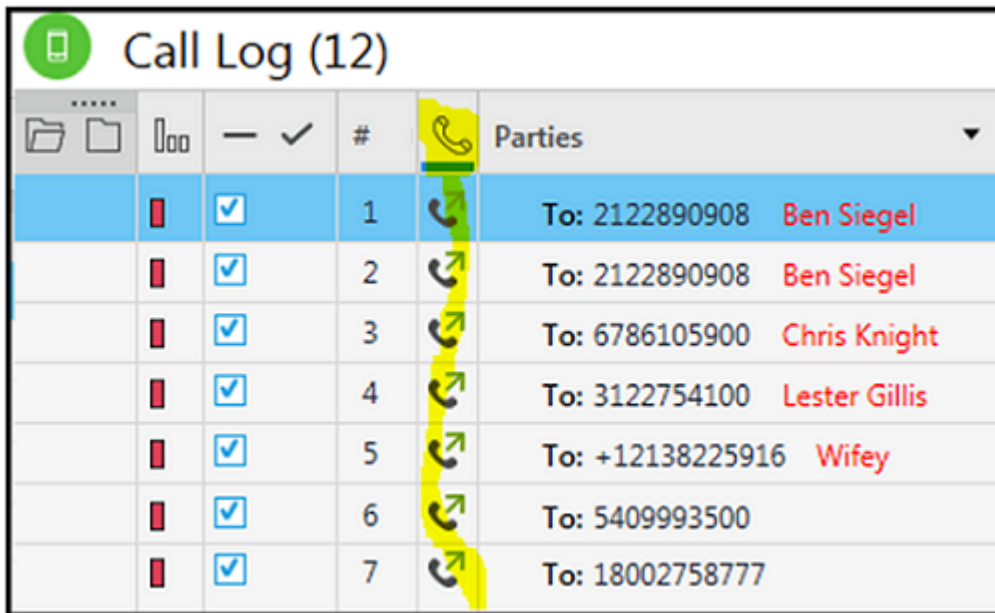 Call Log (12)
# Parties
1 To: 2122890908 Ben Siegel
2 To: 2122890908 Ben Siegel
3 To: 6786105900 Chris Knight
4 To: 3122754100 Lester Gillis
5 To: +12138225916 Wifey
6 To: 5409993500
7 To: 18002758777